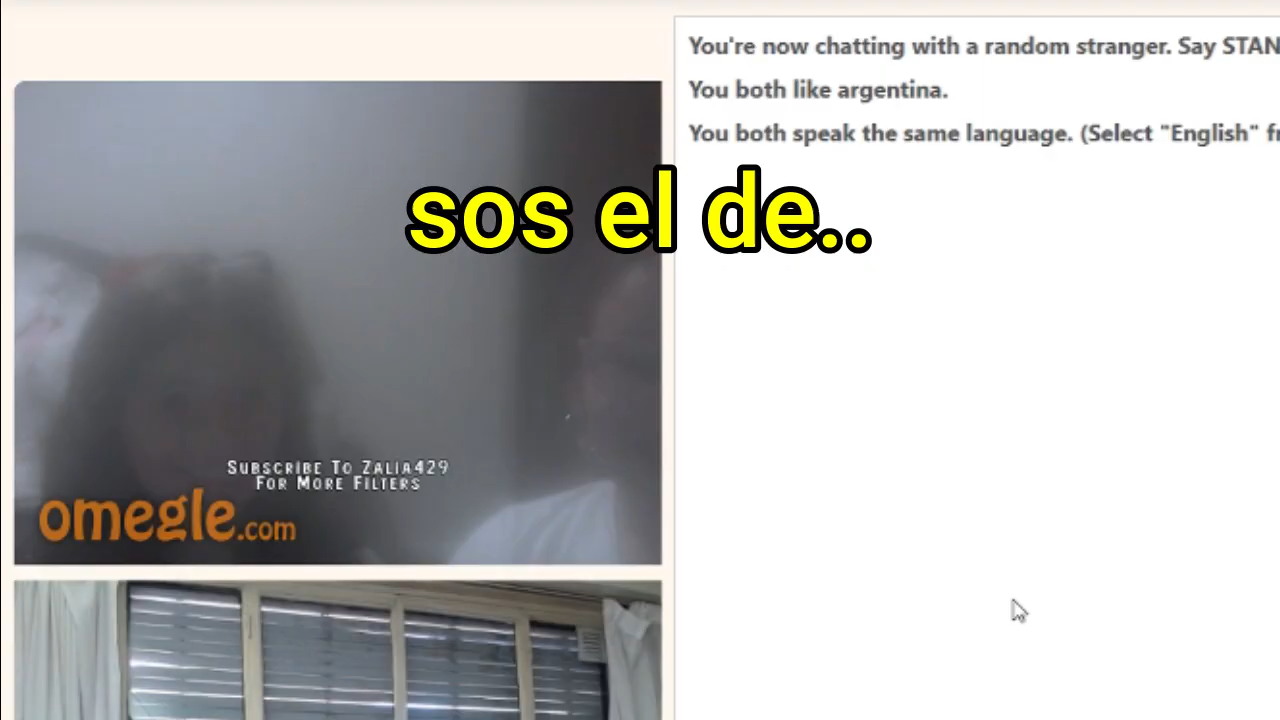 You're now chatting with a random stranger. Say STAN
You both like argentina.
You both speak the same language. (Select "English" fr
sos el de..
SUBSCRIBE TO ZALIA429
FOR MORE FILTERS
omegle.com